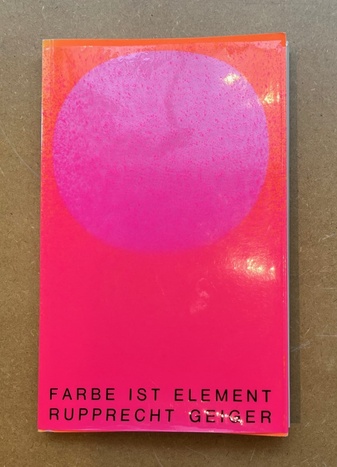 FARBE IST ELEMENT
RUPPRECHT GEIGER